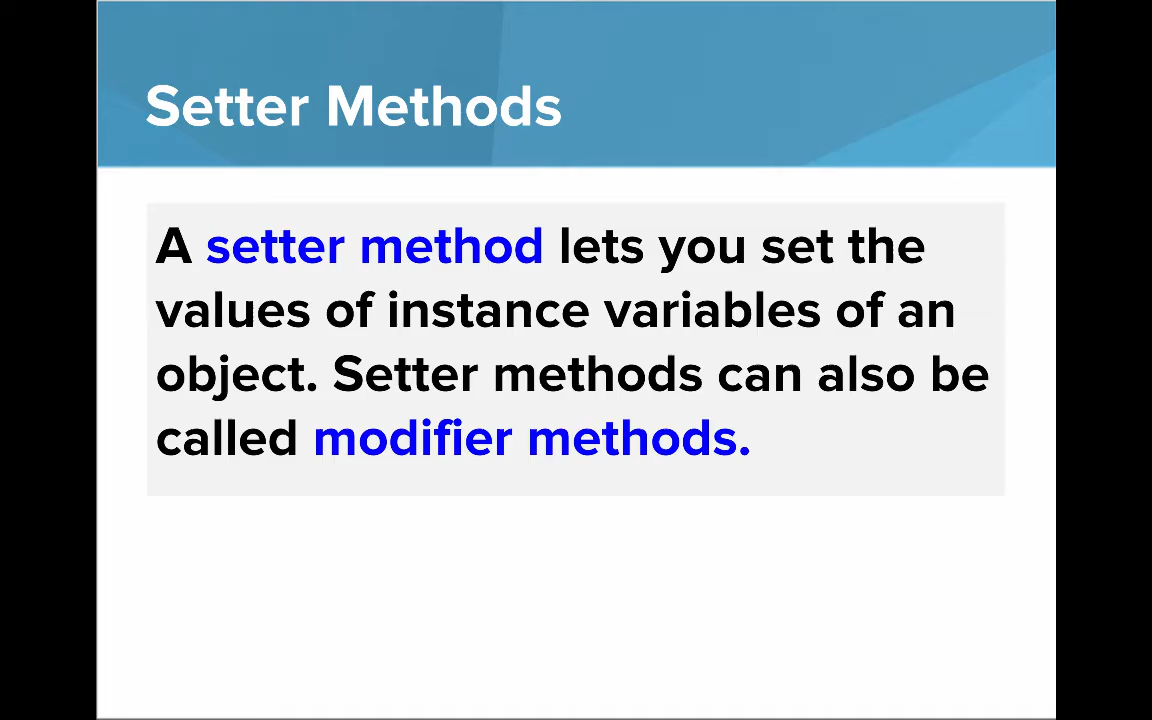 Setter Methods
A setter method lets you set the
values of instance variables of an
object. Setter methods can also be
called modifier methods.